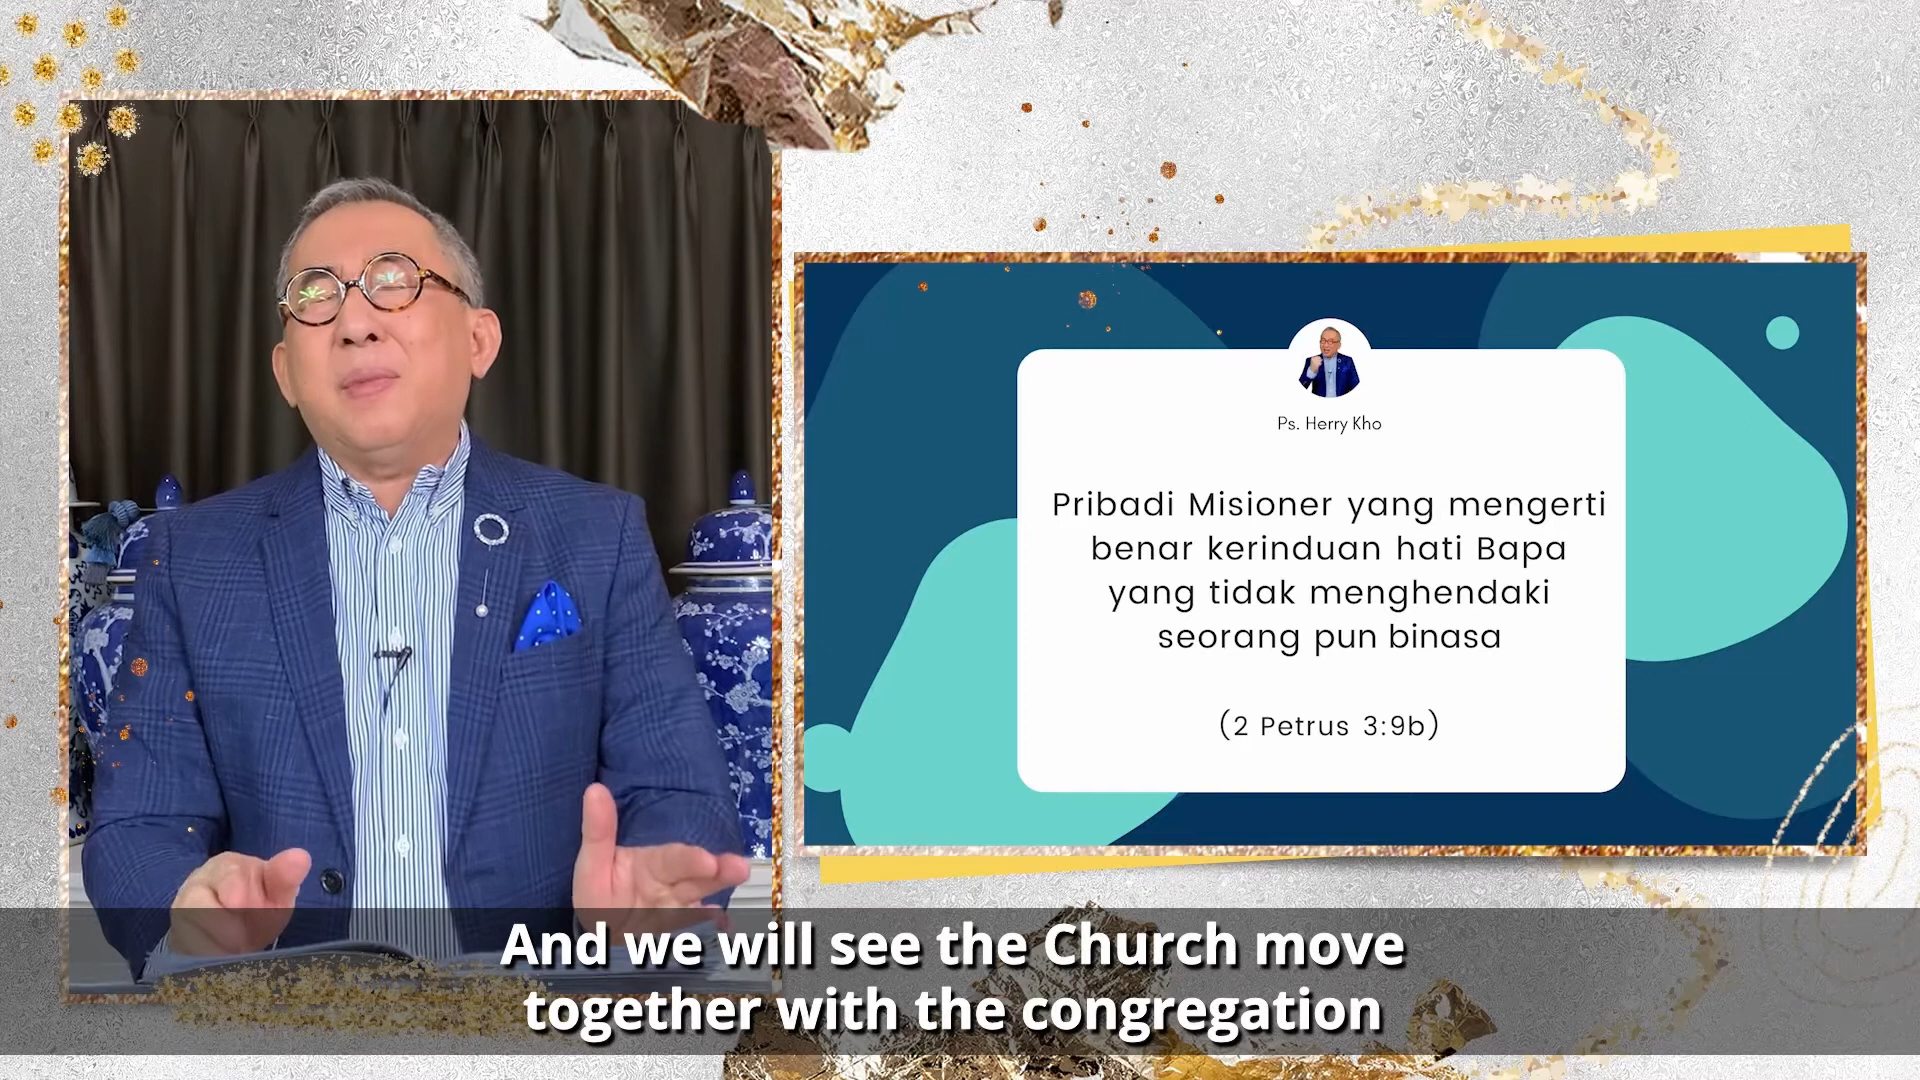 Ps. Herry Kho
Pribadi Misioner yang mengerti
benar kerinduan hati Bapa
yang tidak menghendaki
seorang pun binasa
(2 Petrus 3:9b)
And we will see the Church move
together with the congregation